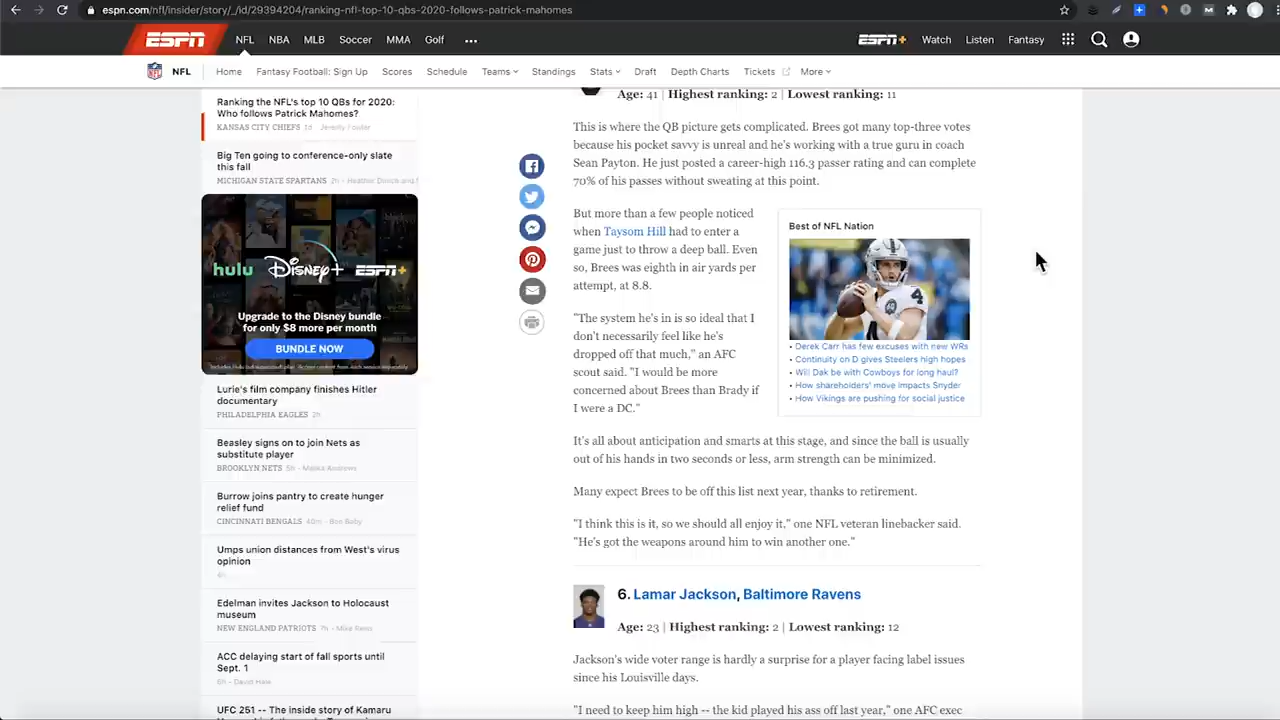 espn.com/nfl/insider/story/_/id/29394204/ranking-nfl-top-10-qbs-2020-follows-patrick-mahomes
ESPN
NFL
NBA
MLB
Soccer
MMA
Golf
ESPN+
Watch
Listen
Fantasy
NFL
Home
Fantasy Football: Sign Up
Scores
Schedule
Teams
Standings
Stats
Draft
Depth Charts
Tickets
More
Ranking the NFL's top 10 QBs for 2020:
Who follows Patrick Mahomes?
KANSAS CITY CHIEFS 1d Jeremy Fowler
Big Ten going to conference-only slate
this fall
MICHIGAN STATE SPARTANS 2h - Heather Dinich and
hulu Disney+ ESPN+
Upgrade to the Disney bundle
for only $8 more per month
BUNDLE NOW
Lurie's film company finishes Hitler
documentary
PHILADELPHIA EAGLES 2h
Beasley signs on to join Nets as
substitute player
BROOKLYN NETS 5h - Malika Andrews
Burrow joins pantry to create hunger
relief fund
CINCINNATI BENGALS 40m - Ben Baby
Umps union distances from West's virus
opinion
Edelman invites Jackson to Holocaust
museum
NEW ENGLAND PATRIOTS 7h - Mike Reiss
ACC delaying start of fall sports until
Sept. 1
David Hale
UFC 251 -- The inside story of Kamaru
Age: 41 | Highest ranking: 2 | Lowest ranking: 11
This is where the QB picture gets complicated. Brees got many top-three votes
because his pocket savvy is unreal and he's working with a true guru in coach
Sean Payton. He just posted a career-high 116.3 passer rating and can complete
70% of his passes without sweating at this point.
But more than a few people noticed
when Taysom Hill had to enter a
game just to throw a deep ball. Even
so, Brees was eighth in air yards per
attempt, at 8.8.
"The system he's in is so ideal that I
don't necessarily feel like he's
dropped off that much," an AFC
scout said. "I would be more
concerned about Brees than Brady if
I were a DC."
Best of NFL Nation
4
• Derek Carr has few excuses with new WRs
• Continuity on D gives Steelers high hopes
• Will Dak be with Cowboys for long haul?
• How shareholders' move impacts Snyder
• How Vikings are pushing for social justice
It's all about anticipation and smarts at this stage, and since the ball is usually
out of his hands in two seconds or less, arm strength can be minimized.
Many expect Brees to be off this list next year, thanks to retirement.
"I think this is it, so we should all enjoy it," one NFL veteran linebacker said.
"He's got the weapons around him to win another one."
6. Lamar Jackson, Baltimore Ravens
Age: 23 | Highest ranking: 2 | Lowest ranking: 12
Jackson's wide voter range is hardly a surprise for a player facing label issues
since his Louisville days.
"I need to keep him high -- the kid played his ass off last year," one AFC exec